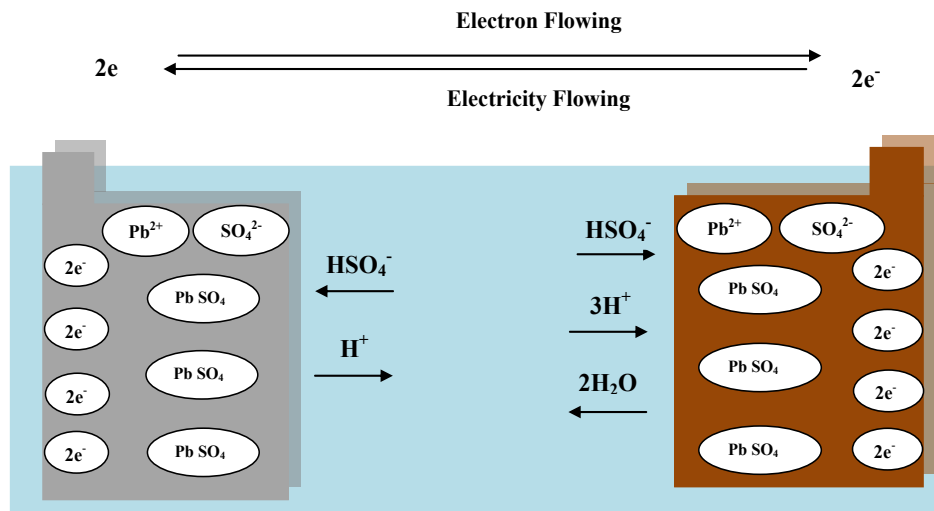 Electron Flowing
2e
2e⁻
Electricity Flowing
Pb²⁺
SO₄²⁻
2e⁻
Pb SO₄
2e⁻
Pb SO₄
2e⁻
2e⁻
Pb SO₄
HSO₄⁻
H⁺
HSO₄⁻
3H⁺
2H₂O
Pb²⁺
SO₄²⁻
2e⁻
Pb SO₄
2e⁻
Pb SO₄
2e⁻
Pb SO₄
2e⁻